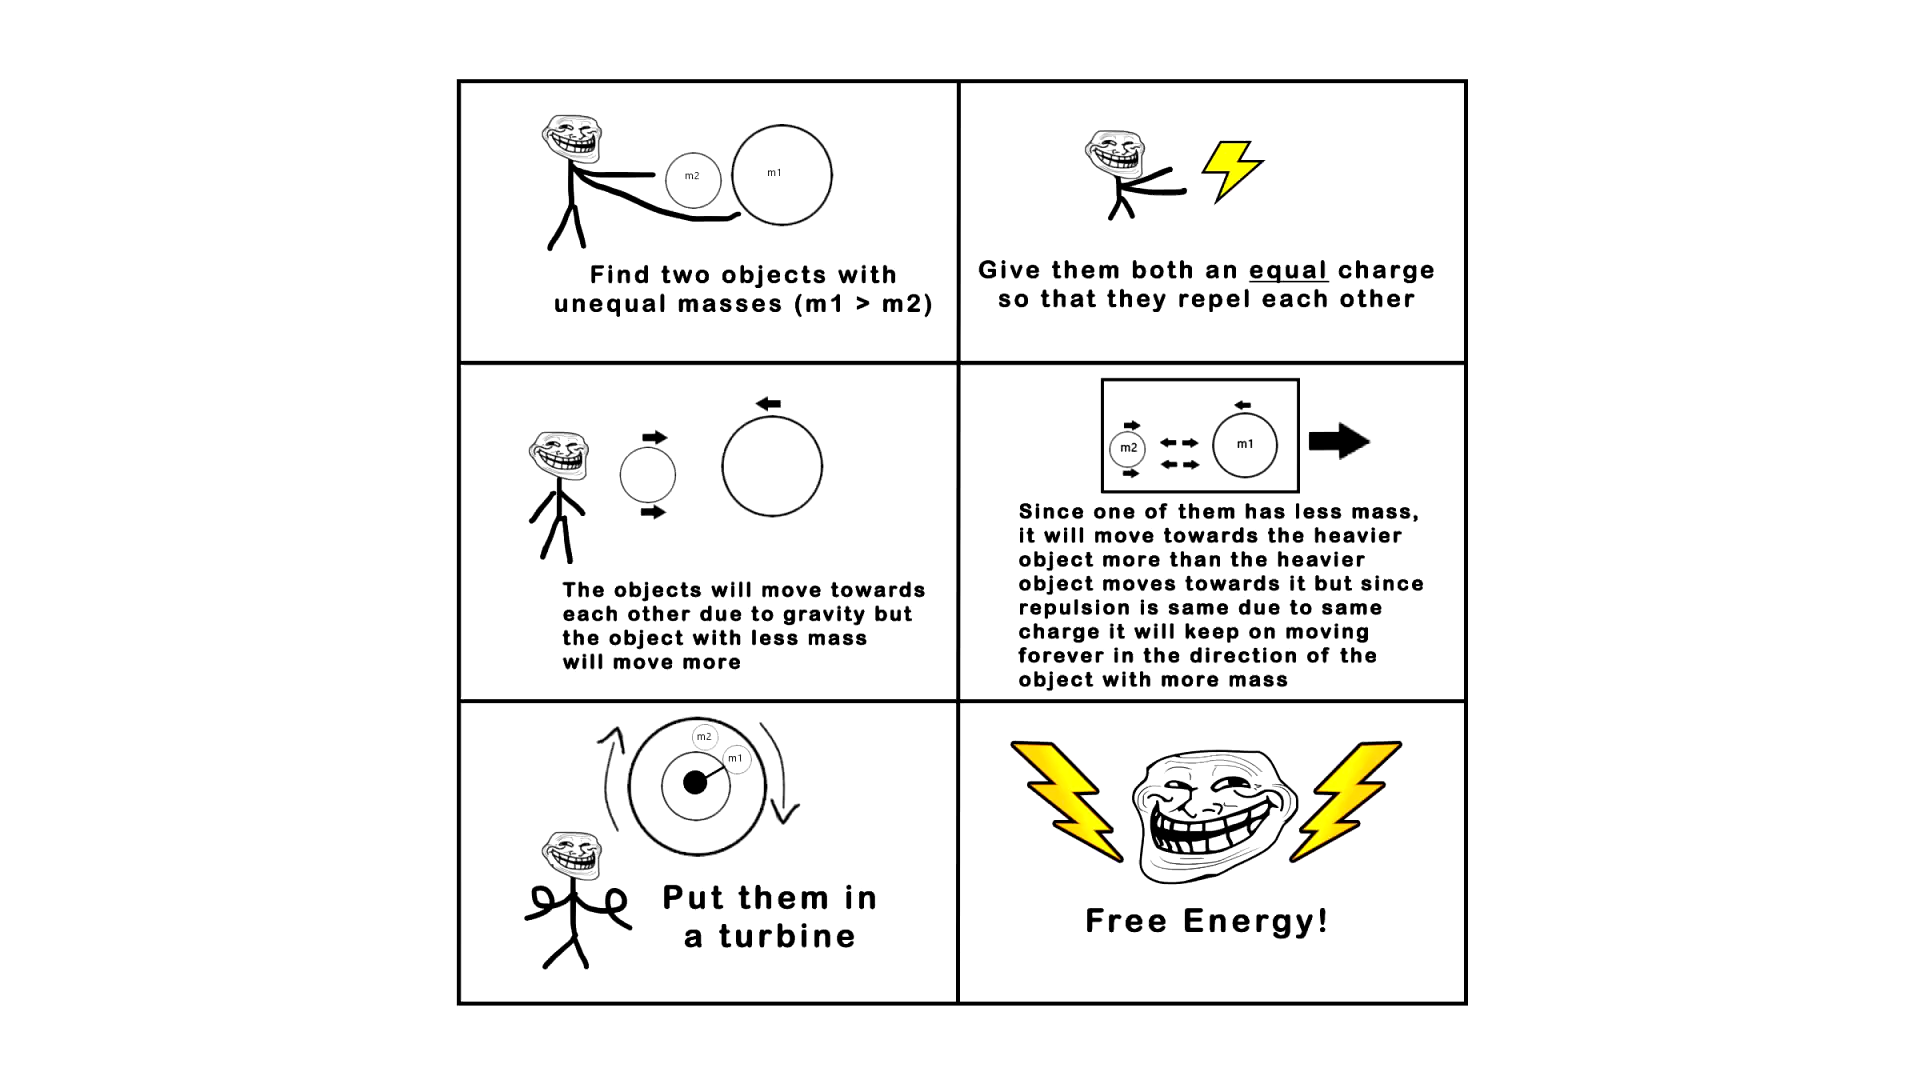 m2
m1
Find two objects with
unequal masses (m1 > m2)
Give them both an equal charge
so that they repel each other
The objects will move towards
each other due to gravity but
the object with less mass
will move more
m2
m1
Since one of them has less mass,
it will move towards the heavier
object more than the heavier
object moves towards it but since
repulsion is same due to same
charge it will keep on moving
forever in the direction of the
object with more mass
m2
m1
Put them in
a turbine
Free Energy!